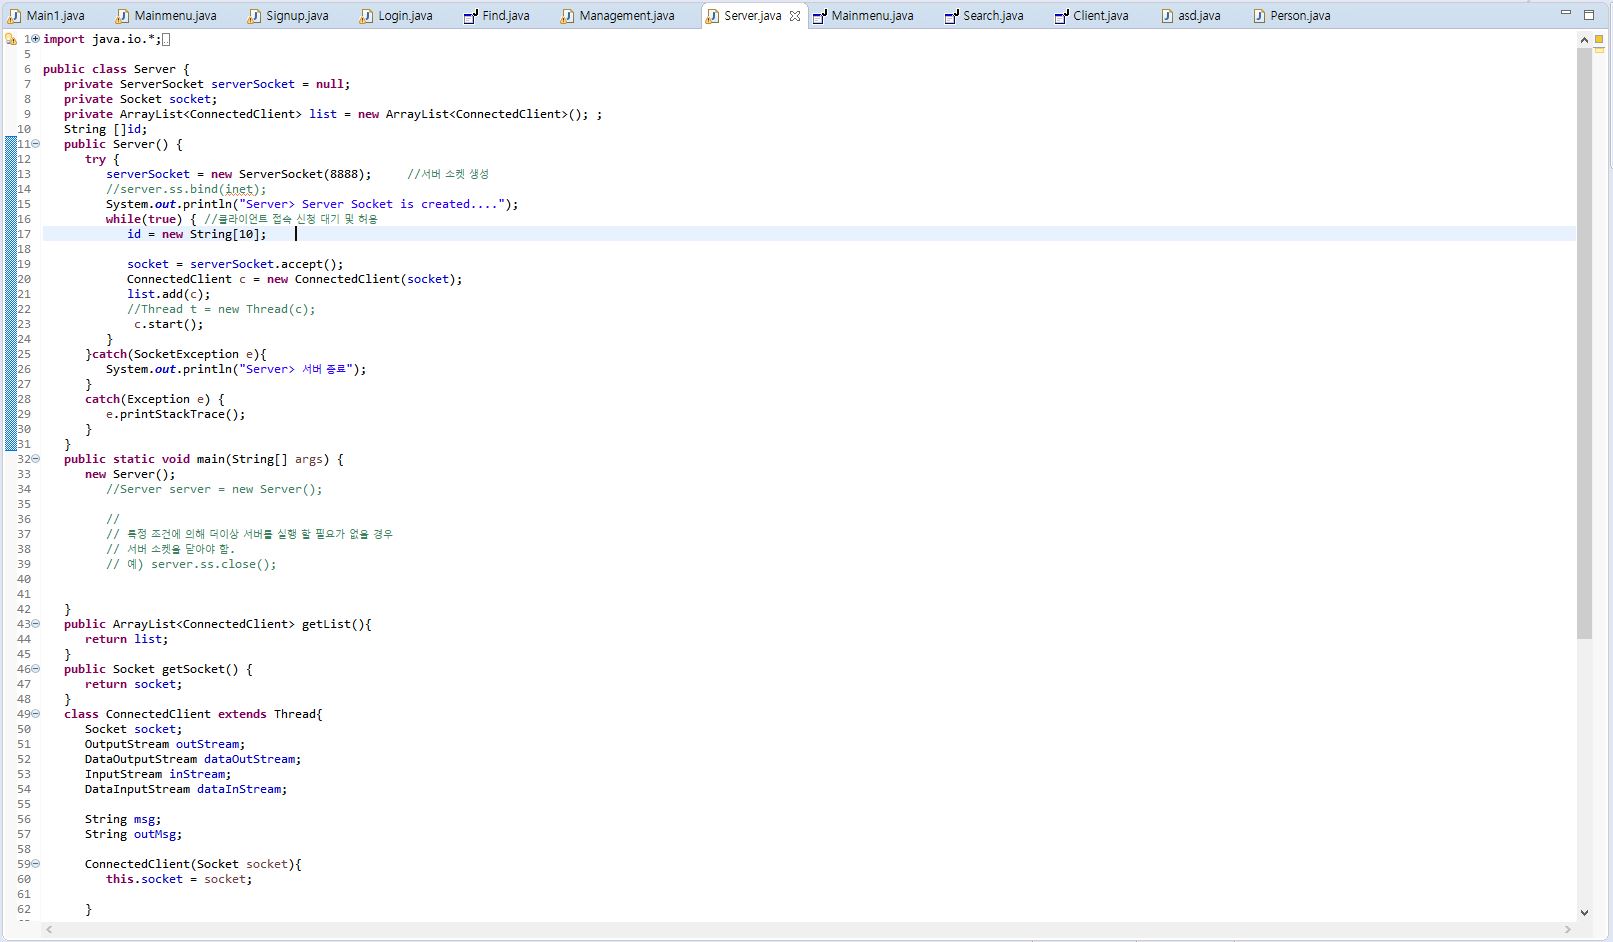 Main1.java Mainmenu.java Signup.java Login.java Find.java Management.java Server.java Mainmenu.java Search.java Client.java asd.java Person.java
1 import java.io.*;
5
6 public class Server {
7 private ServerSocket serverSocket = null;
8 private Socket socket;
9 private ArrayList<ConnectedClient> list = new ArrayList<ConnectedClient>(); ;
10 String []id;
11 public Server() {
12 try {
13 serverSocket = new ServerSocket(8888); //서버 소켓 생성
14 //server.ss.bind(inet);
15 System.out.println("Server> Server Socket is created....");
16 while(true) { //클라이언트 접속 신청 대기 및 허용
17 id = new String[10];
18
19 socket = serverSocket.accept();
20 ConnectedClient c = new ConnectedClient(socket);
21 list.add(c);
22 //Thread t = new Thread(c);
23 c.start();
24 }
25 }catch(SocketException e){
26 System.out.println("Server> 서버 종료");
27 }
28 catch(Exception e) {
29 e.printStackTrace();
30 }
31 }
32 public static void main(String[] args) {
33 new Server();
34 //Server server = new Server();
35
36 //
37 // 특정 조건에 의해 더이상 서버를 실행 할 필요가 없을 경우
38 // 서버 소켓을 닫아야 함.
39 // 예) server.ss.close();
40
41
42 }
43 public ArrayList<ConnectedClient> getList(){
44 return list;
45 }
46 public Socket getSocket() {
47 return socket;
48 }
49 class ConnectedClient extends Thread{
50 Socket socket;
51 OutputStream outStream;
52 DataOutputStream dataOutStream;
53 InputStream inStream;
54 DataInputStream dataInStream;
55
56 String msg;
57 String outMsg;
58
59 ConnectedClient(Socket socket){
60 this.socket = socket;
61
62 }